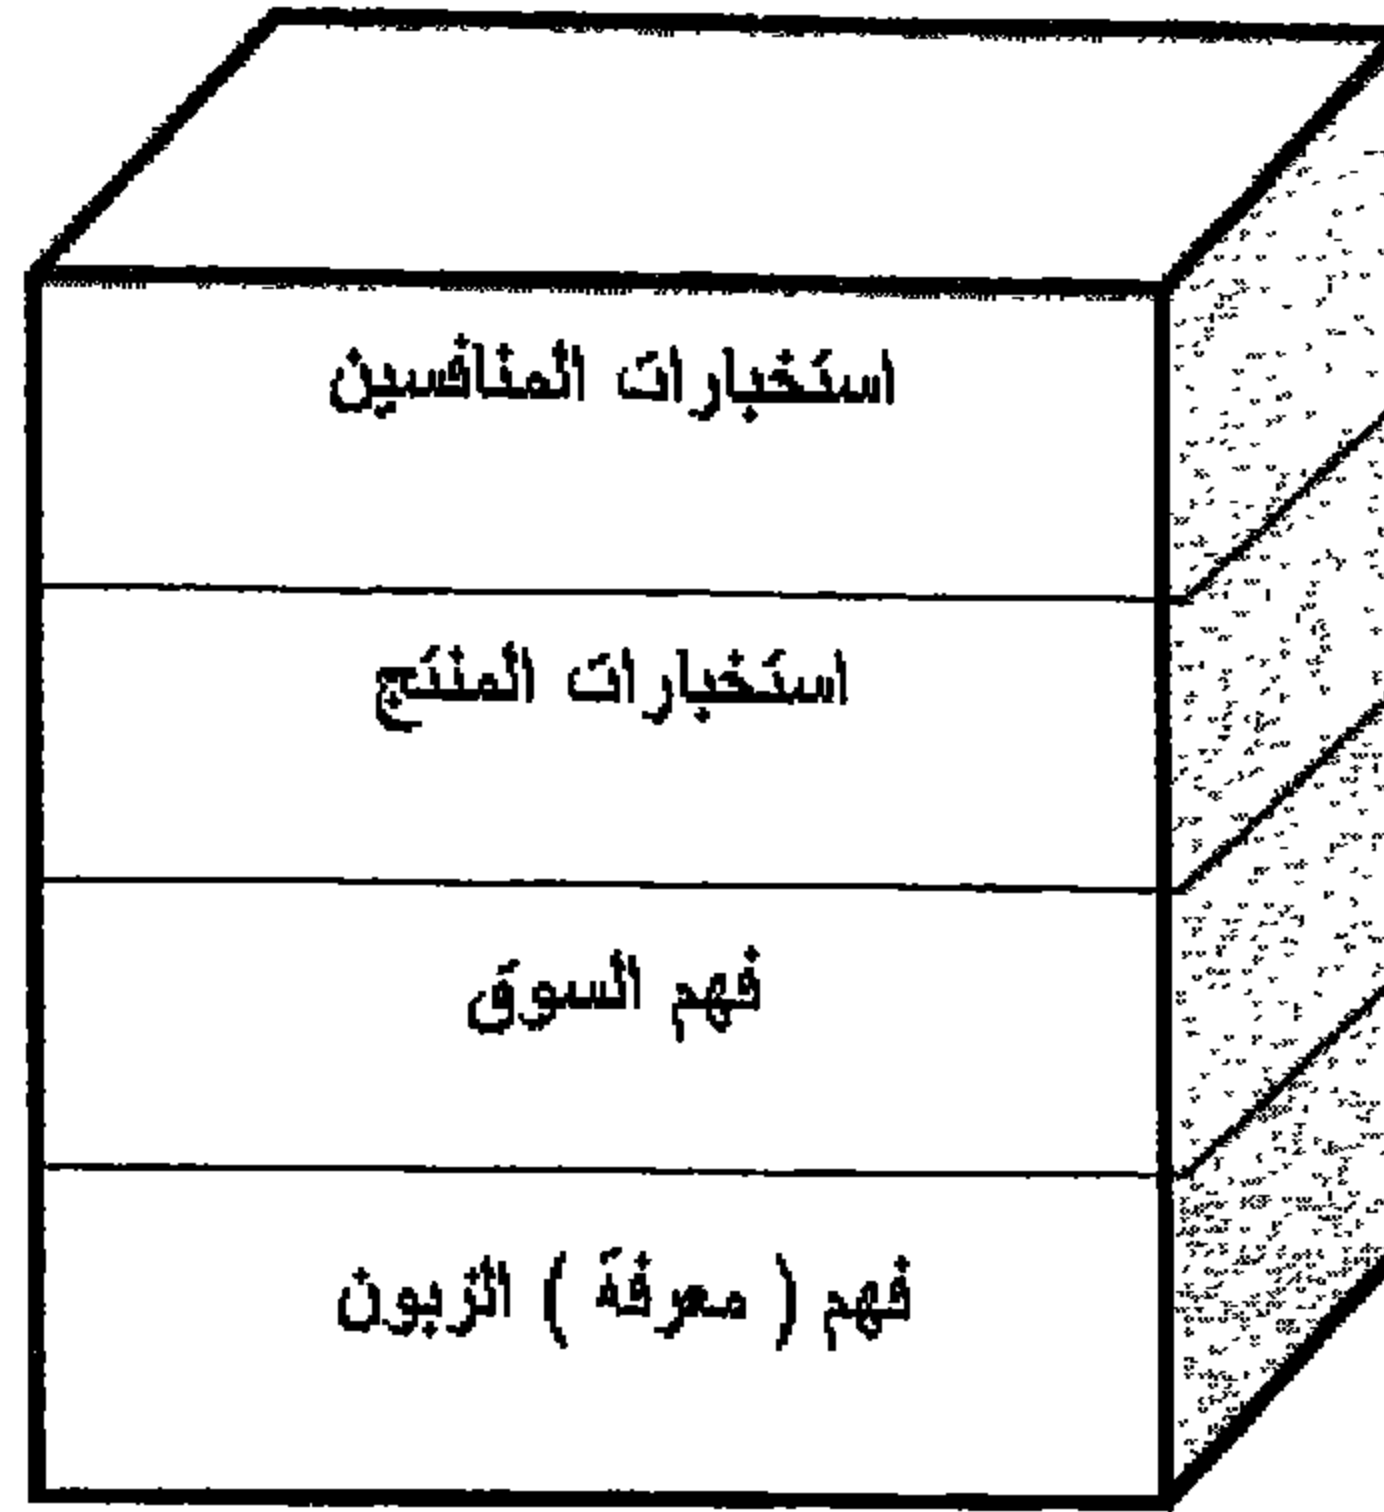 استخبارات المنافسين
استخبارات المنتج
فهم السوق
فهم ( معرفة ) الزبون